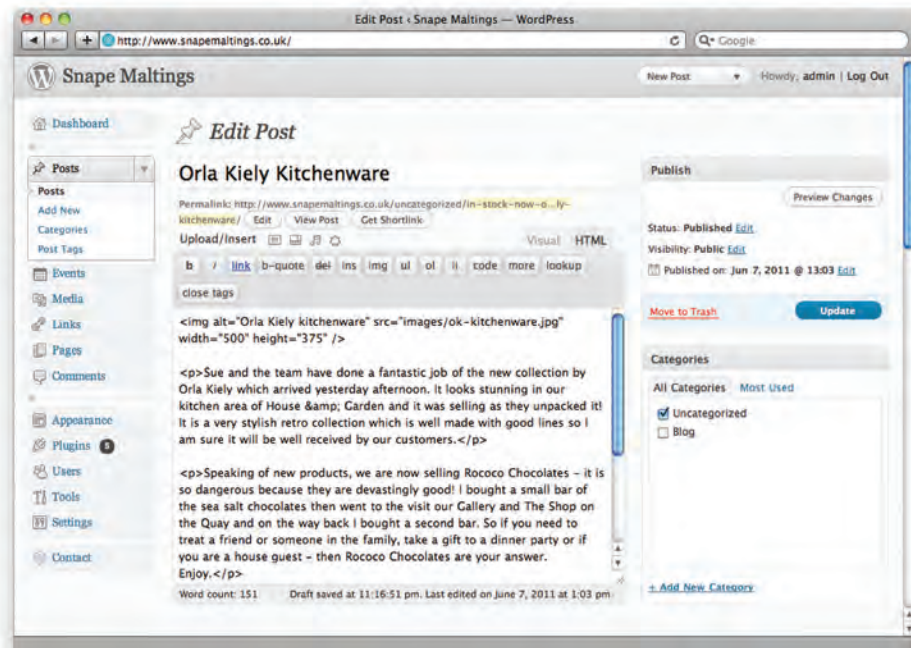 Edit Post ‹ Snape Maltings — WordPress
http://www.snapemaltings.co.uk/
Google
Snape Maltings
New Post
Howdy, admin | Log Out
Dashboard
Posts
Posts
Add New
Categories
Post Tags
Events
Media
Links
Pages
Comments
Appearance
Plugins 5
Users
Tools
Settings
Contact
Edit Post
Orla Kiely Kitchenware
Permalink: http://www.snapemaltings.co.uk/uncategorized/in-stock-now-o...ly-
kitchenware/ Edit View Post Get Shortlink
Upload/Insert
Visual HTML
b i link b-quote del ins img ul ol li code more lookup
close tags
<img alt="Orla Kiely kitchenware" src="images/ok-kitchenware.jpg"
width="500" height="375" />
<p>Sue and the team have done a fantastic job of the new collection by
Orla Kiely which arrived yesterday afternoon. It looks stunning in our
kitchen area of House &amp; Garden and it was selling as they unpacked it!
It is a very stylish retro collection which is well made with good lines so I
am sure it will be well received by our customers.</p>
<p>Speaking of new products, we are now selling Rococo Chocolates – it is
so dangerous because they are devastingly good! I bought a small bar of
the sea salt chocolates then went to the visit our Gallery and The Shop on
the Quay and on the way back I bought a second bar. So if you need to
treat a friend or someone in the family, take a gift to a dinner party or if
you are a house guest – then Rococo Chocolates are your answer.
Enjoy.</p>
Word count: 151 Draft saved at 11:16:51 pm. Last edited on June 7, 2011 at 1:03 pm
Publish
Preview Changes
Status: Published Edit
Visibility: Public Edit
Published on: Jun 7, 2011 @ 13:03 Edit
Move to Trash
Update
Categories
All Categories Most Used
Uncategorized
Blog
+ Add New Category